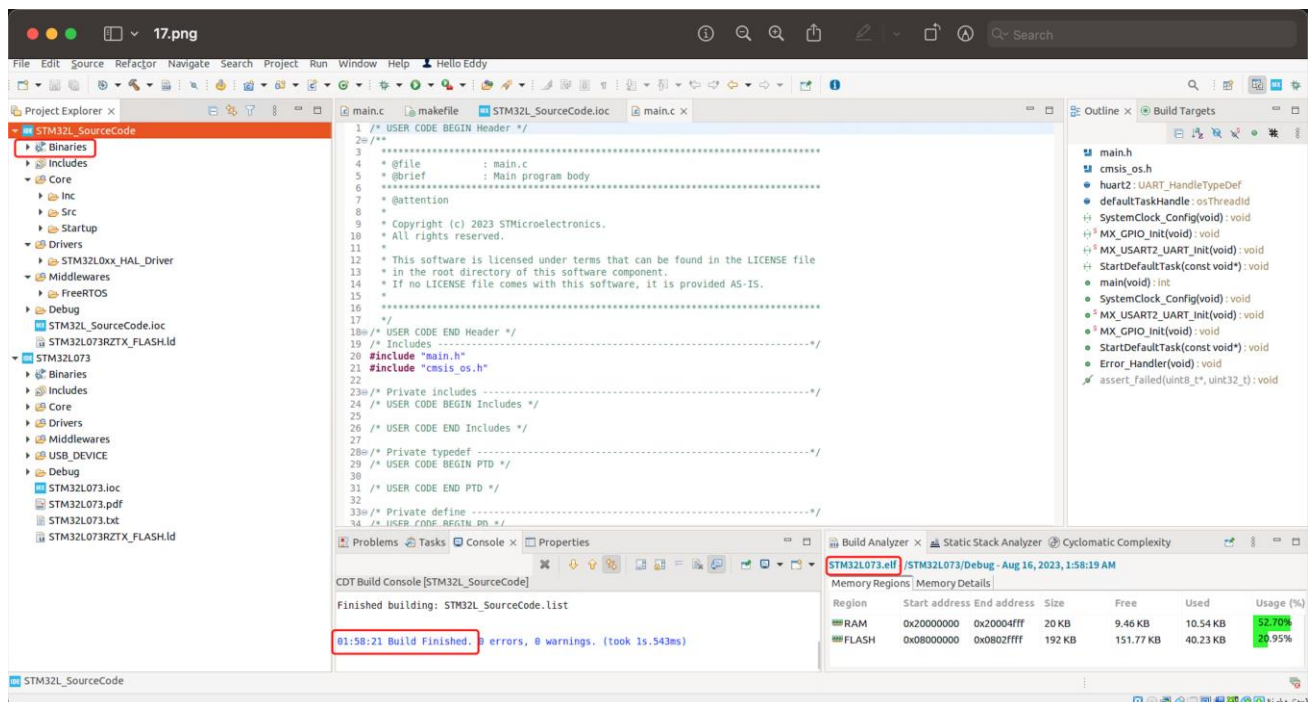 17.png
Search
File Edit Source Refactor Navigate Search Project Run Window Help Hello Eddy
Project Explorer
STM32L_SourceCode
Binaries
Includes
Core
Inc
Src
Startup
Drivers
STM32L0xx_HAL_Driver
Middlewares
FreeRTOS
Debug
STM32L_SourceCode.ioc
STM32L073RZTX_FLASH.ld
STM32L073
Binaries
Includes
Core
Drivers
Middlewares
USB_DEVICE
Debug
STM32L073.ioc
STM32L073.pdf
STM32L073.txt
STM32L073RZTX_FLASH.ld
main.c makefile STM32L_SourceCode.ioc main.c
1 /* USER CODE BEGIN Header */
2 /**
3 ******************************************************************************
4 * @file : main.c
5 * @brief : Main program body
6 ******************************************************************************
7 * @attention
8 *
9 * Copyright (c) 2023 STMicroelectronics.
10 * All rights reserved.
11 *
12 * This software is licensed under terms that can be found in the LICENSE file
13 * in the root directory of this software component.
14 * If no LICENSE file comes with this software, it is provided AS-IS.
15 *
16 ******************************************************************************
17 */
18 /* USER CODE END Header */
19 /* Includes ------------------------------------------------------------------*/
20 #include "main.h"
21 #include "cmsis_os.h"
22
23 /* Private includes ----------------------------------------------------------*/
24 /* USER CODE BEGIN Includes */
25
26 /* USER CODE END Includes */
27
28 /* Private typedef -----------------------------------------------------------*/
29 /* USER CODE BEGIN PTD */
30
31 /* USER CODE END PTD */
32
33 /* Private define ------------------------------------------------------------*/
34 /* USER CODE BEGIN PD */
Outline Build Targets
main.h
cmsis_os.h
huart2 : UART_HandleTypeDef
defaultTaskHandle : osThreadId
SystemClock_Config(void) : void
MX_GPIO_Init(void) : void
MX_USART2_UART_Init(void) : void
StartDefaultTask(const void*) : void
main(void) : int
SystemClock_Config(void) : void
MX_USART2_UART_Init(void) : void
MX_GPIO_Init(void) : void
StartDefaultTask(const void*) : void
Error_Handler(void) : void
assert_failed(uint8_t*, uint32_t) : void
Problems Tasks Console Properties
CDT Build Console [STM32L_SourceCode]
Finished building: STM32L_SourceCode.list
01:58:21 Build Finished. 0 errors, 0 warnings. (took 1s.543ms)
Build Analyzer Static Stack Analyzer Cyclomatic Complexity
STM32L073.elf /STM32L073/Debug - Aug 16, 2023, 1:58:19 AM
Memory Regions Memory Details
Region Start address End address Size Free Used Usage (%)
RAM 0x20000000 0x20004fff 20 KB 9.46 KB 10.54 KB 52.70%
FLASH 0x08000000 0x0802ffff 192 KB 151.77 KB 40.23 KB 20.95%
STM32L_SourceCode